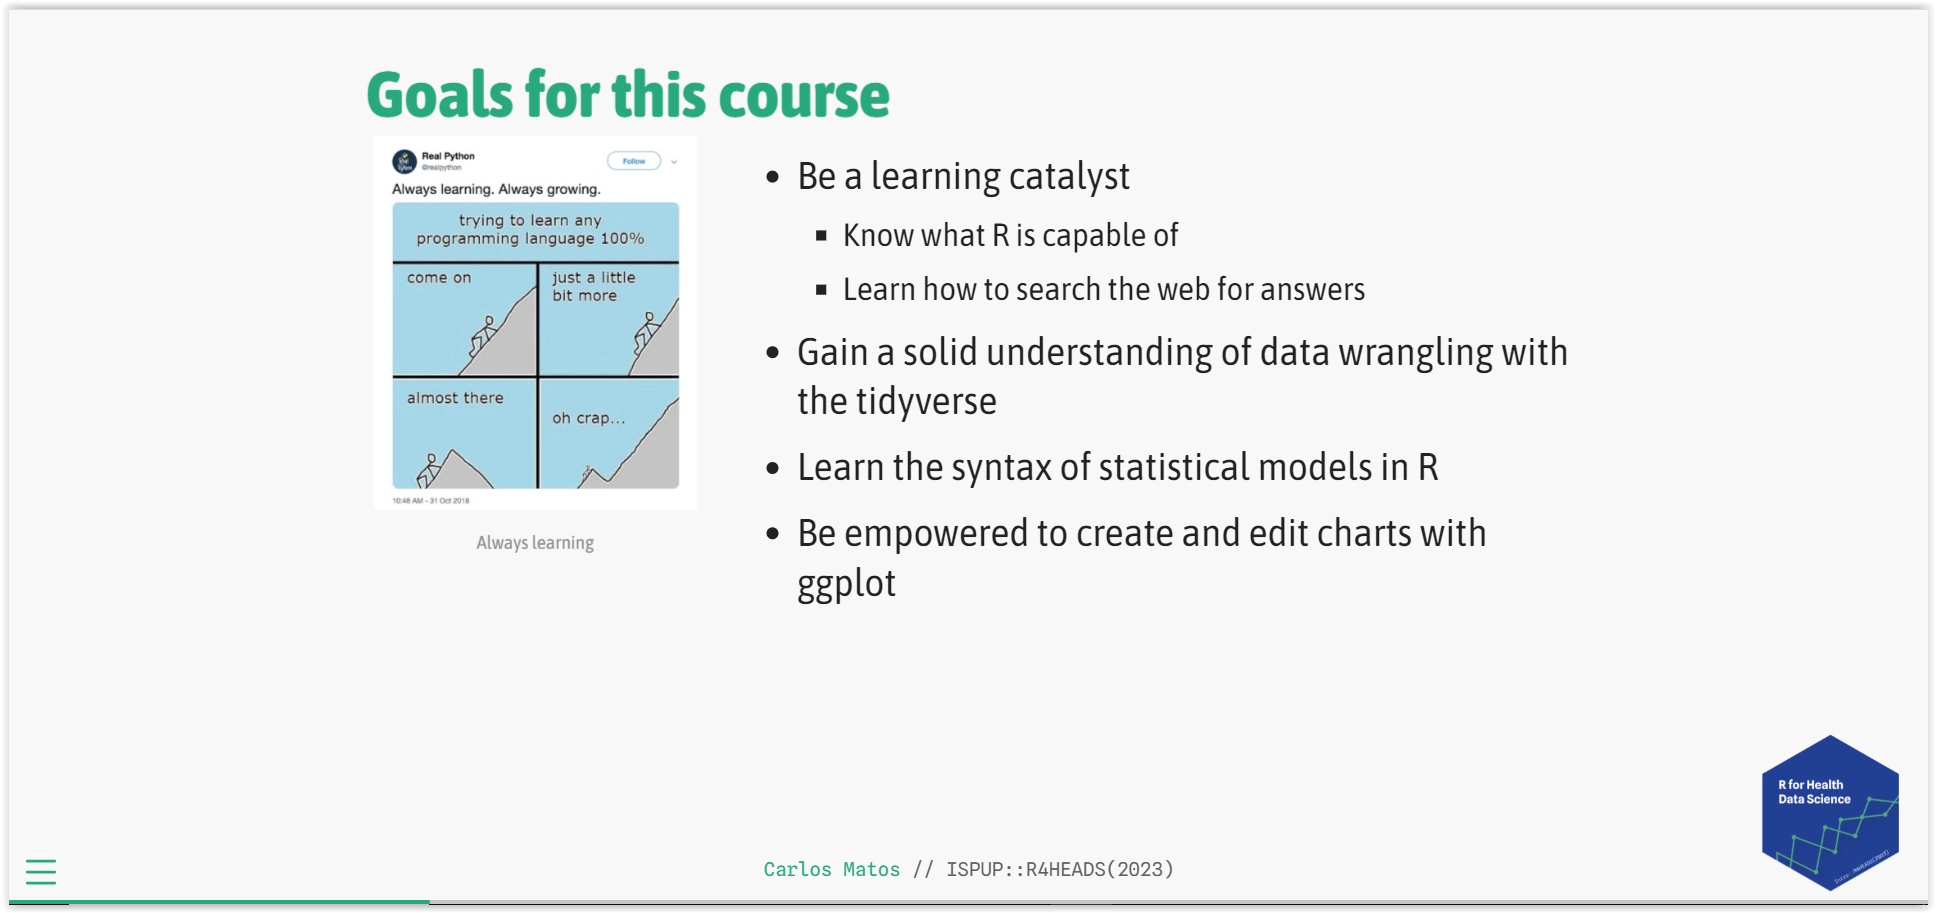 Goals for this course
Real Python
@realpython
Follow
Always learning. Always growing.
trying to learn any
programming language 100%
come on
just a little
bit more
almost there
oh crap...
10:48 AM - 31 Oct 2018
Always learning
Be a learning catalyst
Know what R is capable of
Learn how to search the web for answers
Gain a solid understanding of data wrangling with
the tidyverse
Learn the syntax of statistical models in R
Be empowered to create and edit charts with
ggplot
R for Health
Data Science
Carlos Matos // ISPUP::R4HEADS(2023)